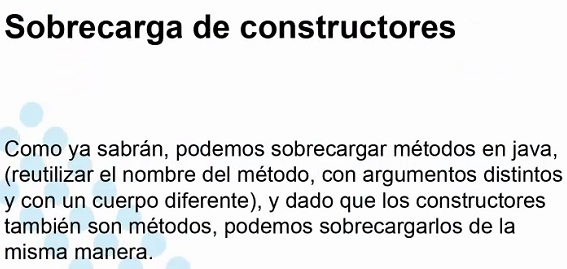 Sobrecarga de constructores
Como ya sabrán, podemos sobrecargar métodos en java,
(reutilizar el nombre del método, con argumentos distintos
y con un cuerpo diferente), y dado que los constructores
también son métodos, podemos sobrecargarlos de la
misma manera.